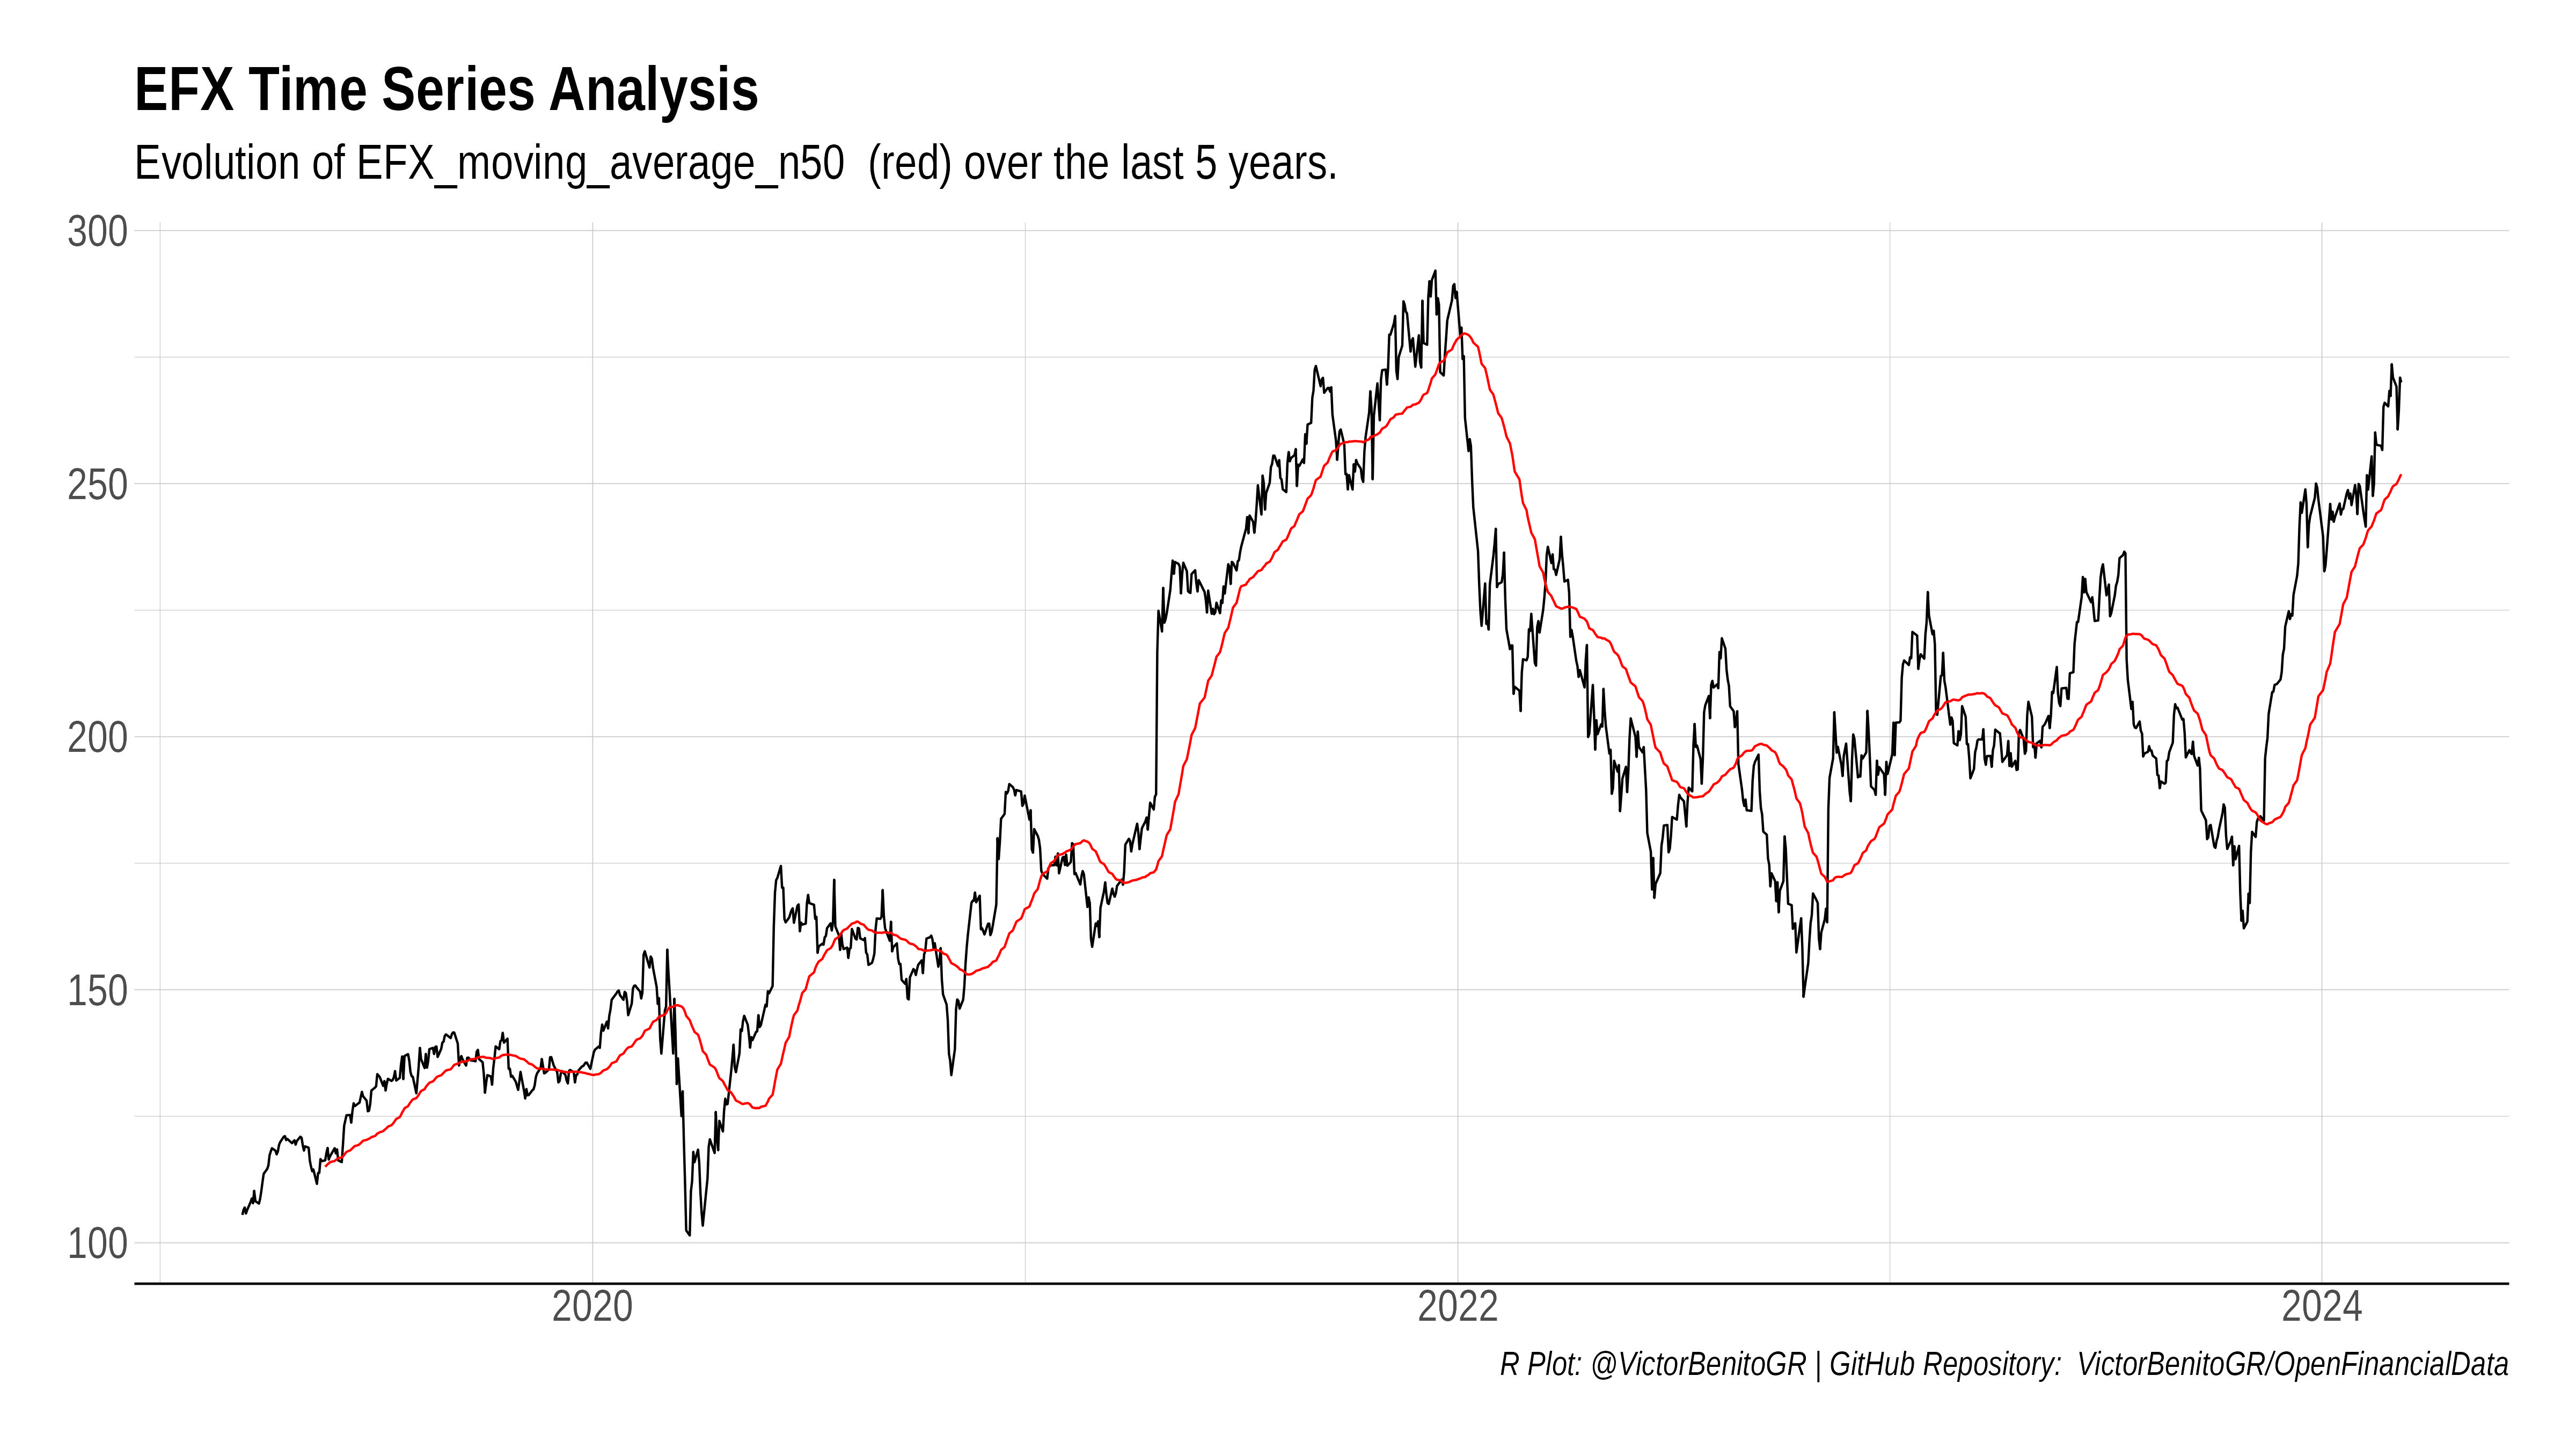 EFX Time Series Analysis
Evolution of EFX_moving_average_n50  (red) over the last 5 years.
300
250
200
150
100
2020
2022
2024
R Plot: @VictorBenitoGR | GitHub Repository:  VictorBenitoGR/OpenFinancialData